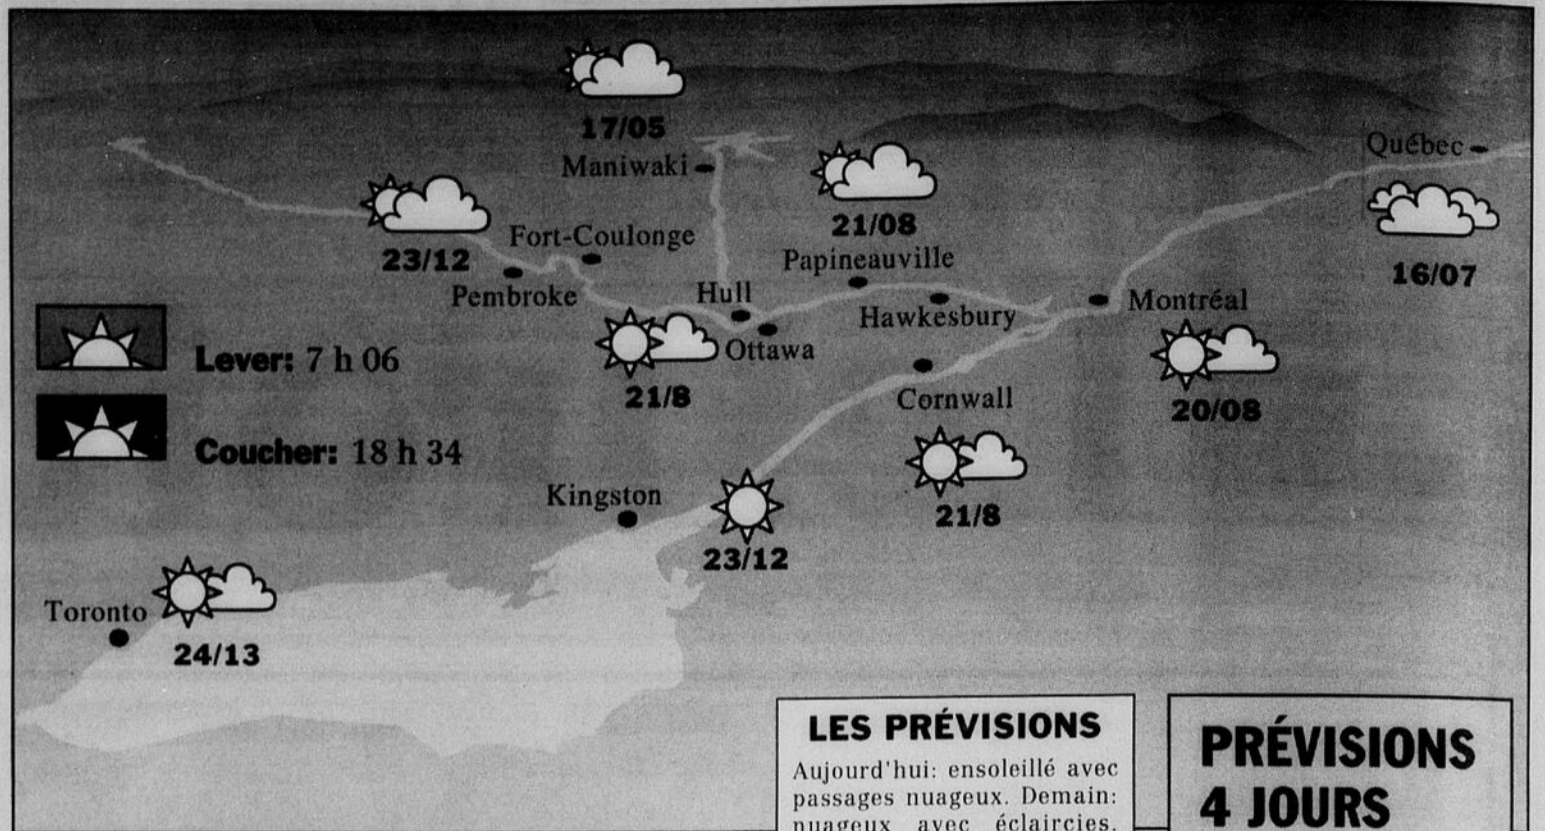 17/05
Maniwaki
Québec
16/07
21/08
Papineauville
23/12
Fort-Coulonge
Pembroke
Hull
Ottawa
21/8
Hawkesbury
Montréal
20/08
Lever: 7 h 06
Coucher: 18 h 34
Cornwall
21/8
Kingston
23/12
Toronto
24/13
LES PRÉVISIONS
Aujourd'hui: ensoleillé avec
passages nuageux. Demain:
nuageux avec éclaircies.
PRÉVISIONS
4 JOURS